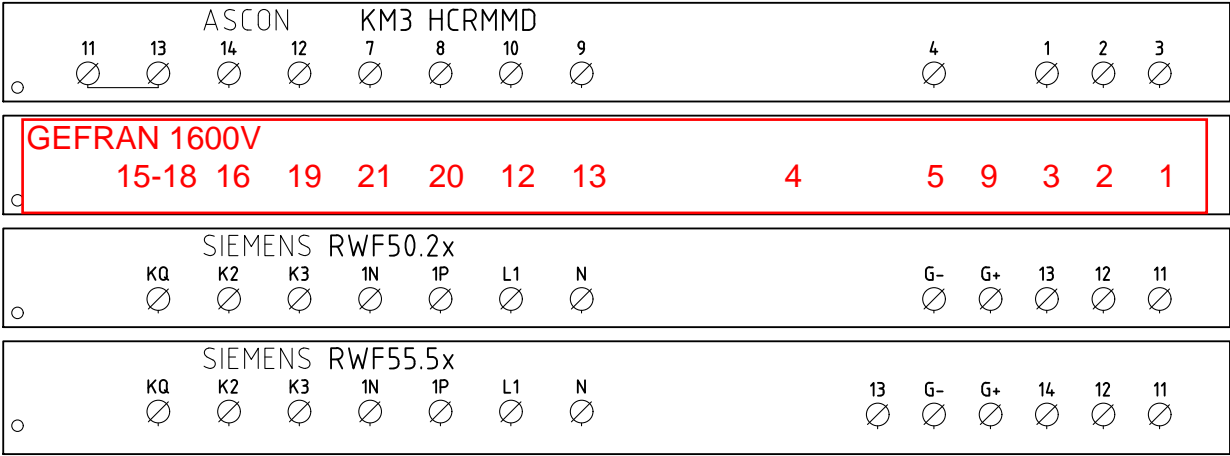 ASCON KM3 HCRMMD
11 13 14 12 7 8 10 9 4 1 2 3
GEFRAN 1600V
15-18 16 19 21 20 12 13 4 5 9 3 2 1
SIEMENS RWF50.2x
KQ K2 K3 1N 1P L1 N G- G+ 13 12 11
SIEMENS RWF55.5x
KQ K2 K3 1N 1P L1 N 13 G- G+ 14 12 11